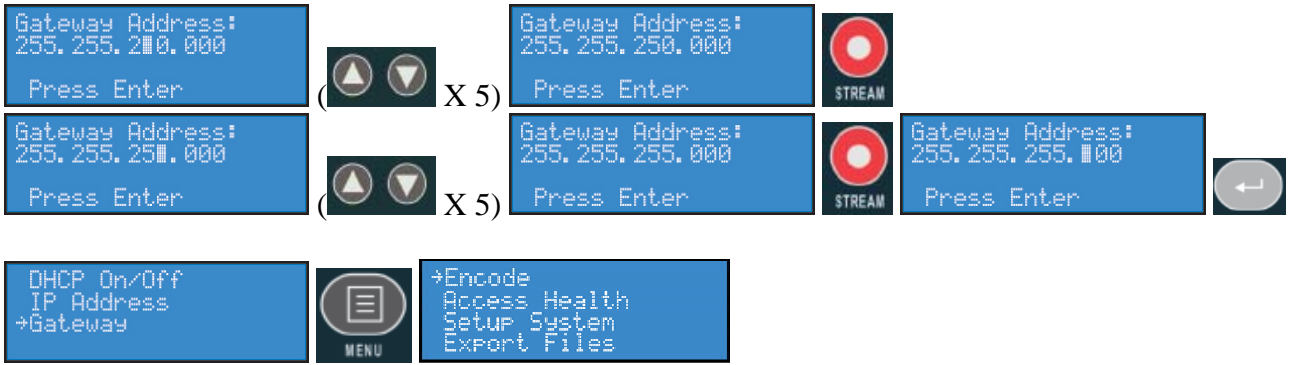 Gateway Address:
255.255.2█0.000
Press Enter
( X 5)
Gateway Address:
255.255.250.000
Press Enter
STREAM
Gateway Address:
255.255.25█.000
Press Enter
( X 5)
Gateway Address:
255.255.255.000
Press Enter
STREAM
Gateway Address:
255.255.255.█00
Press Enter
DHCP On/Off
IP Address
→Gateway
MENU
→Encode
Access Health
Setup System
Export Files